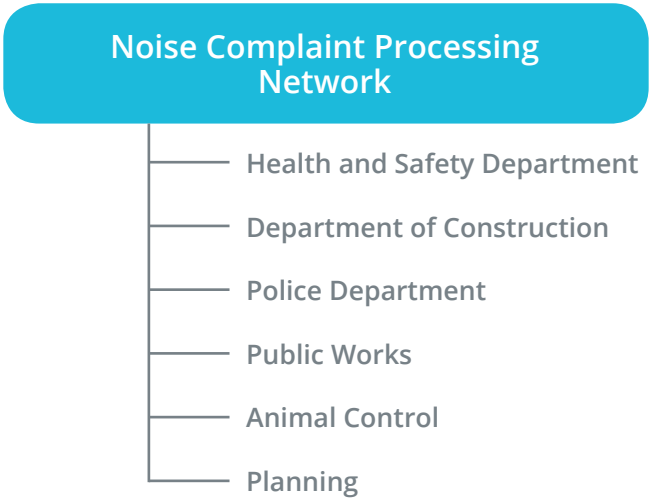 Noise Complaint Processing
Network
Health and Safety Department
Department of Construction
Police Department
Public Works
Animal Control
Planning